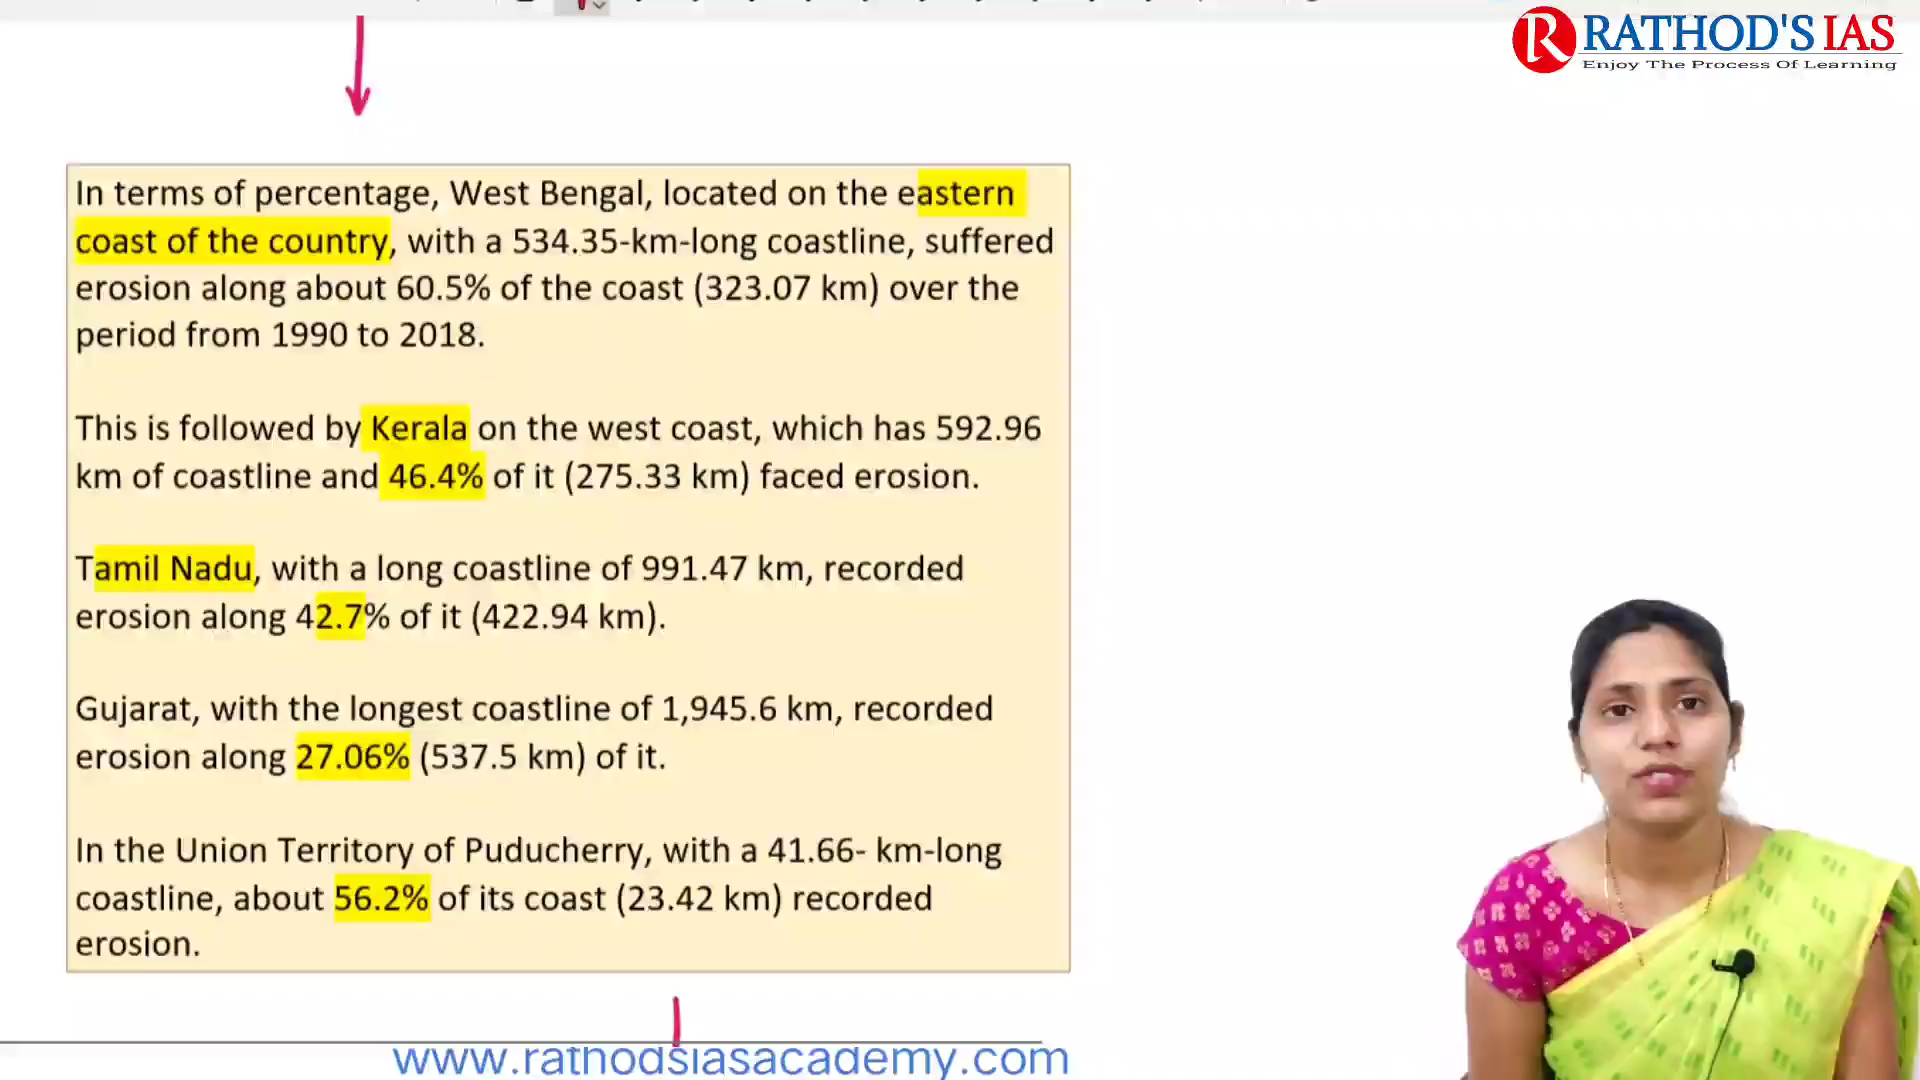 RATHOD'S IAS
Enjoy The Process Of Learning
In terms of percentage, West Bengal, located on the eastern
coast of the country, with a 534.35-km-long coastline, suffered
erosion along about 60.5% of the coast (323.07 km) over the
period from 1990 to 2018.
This is followed by Kerala on the west coast, which has 592.96
km of coastline and 46.4% of it (275.33 km) faced erosion.
Tamil Nadu, with a long coastline of 991.47 km, recorded
erosion along 42.7% of it (422.94 km).
Gujarat, with the longest coastline of 1,945.6 km, recorded
erosion along 27.06% (537.5 km) of it.
In the Union Territory of Puducherry, with a 41.66- km-long
coastline, about 56.2% of its coast (23.42 km) recorded
erosion.
www.rathodsiasacademy.com